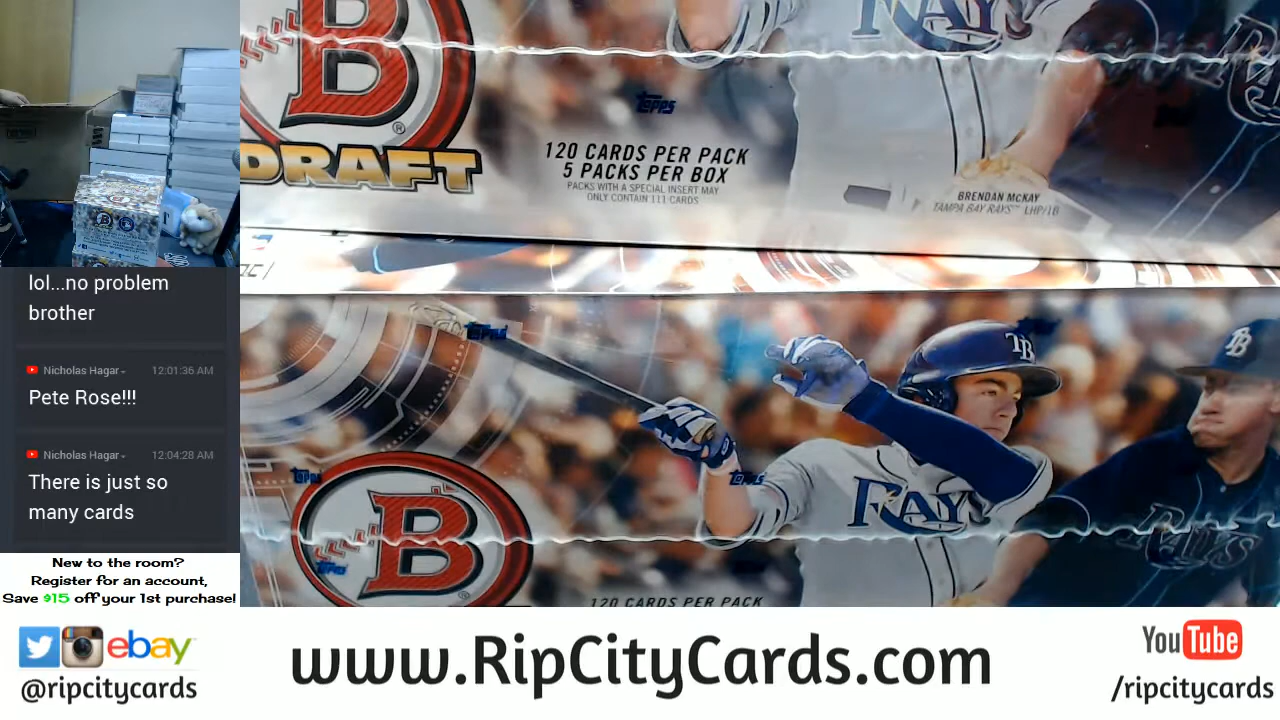 RAYS
B
DRAFT
Topps
120 CARDS PER PACK
5 PACKS PER BOX
PACKS WITH A SPECIAL INSERT MAY
ONLY CONTAIN 111 CARDS
BRENDAN MCKAY
TAMPA BAY RAYS™ LHP/1B
Topps
TB
TB
RAYS
Rays
B
Topps
120 CARDS PER PACK
lol...no problem
brother
Nicholas Hagar
12:01:36 AM
Pete Rose!!!
Nicholas Hagar
12:04:28 AM
There is just so
many cards
New to the room?
Register for an account,
Save $15 off your 1st purchase!
ebay
@ripcitycards
www.RipCityCards.com
YouTube
/ripcitycards